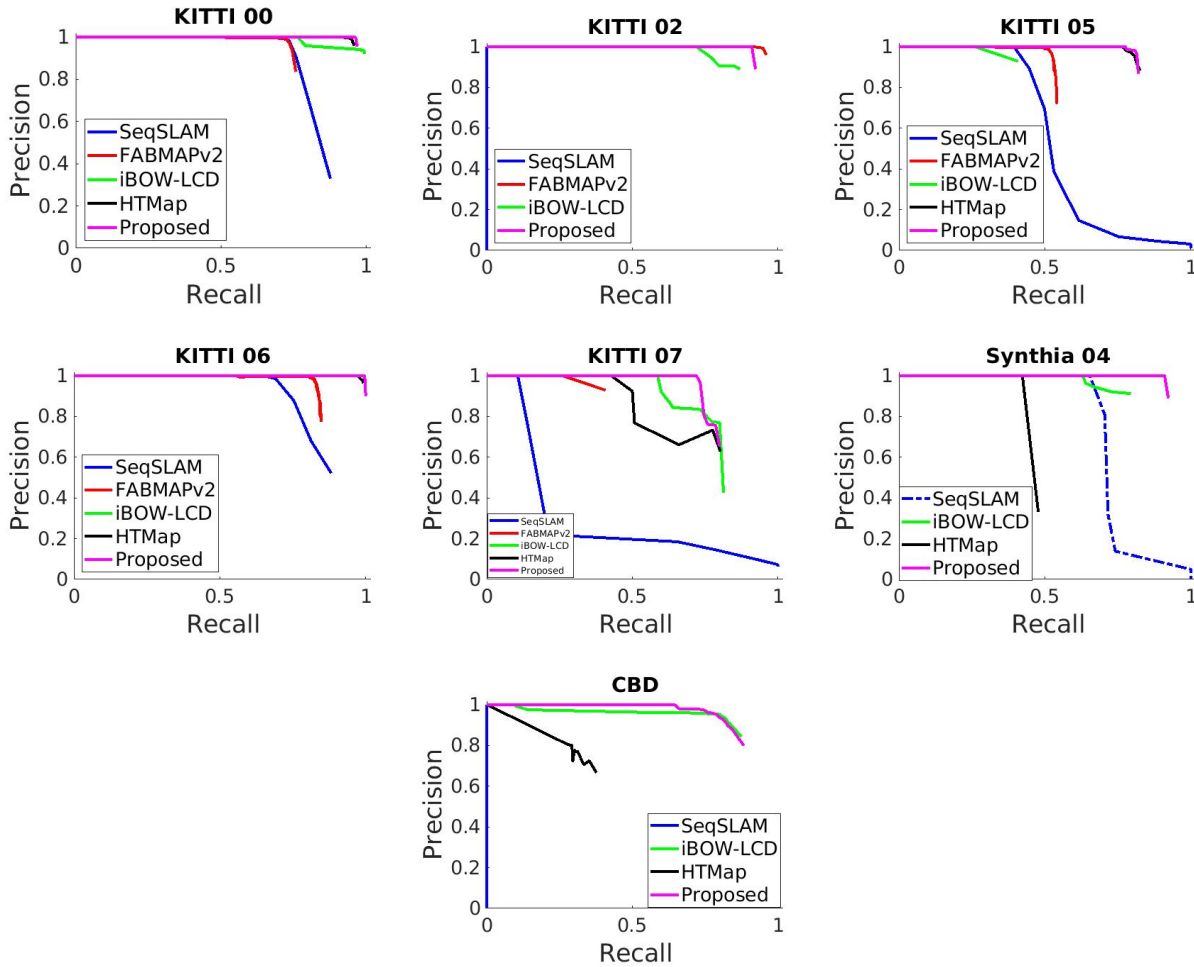 KITTI 00
1
0.8
0.6
0.4
0.2
0
Precision
SeqSLAM
FABMAPv2
iBOW-LCD
HTMap
Proposed
0 0.5 1
Recall
KITTI 02
1
0.8
0.6
0.4
0.2
0
Precision
SeqSLAM
FABMAPv2
iBOW-LCD
Proposed
0 0.5 1
Recall
KITTI 05
1
0.8
0.6
0.4
0.2
0
Precision
SeqSLAM
FABMAPv2
iBOW-LCD
HTMap
Proposed
0 0.5 1
Recall
KITTI 06
1
0.8
0.6
0.4
0.2
0
Precision
SeqSLAM
FABMAPv2
iBOW-LCD
HTMap
Proposed
0 0.5 1
Recall
KITTI 07
1
0.8
0.6
0.4
0.2
0
Precision
SeqSLAM
FABMAPv2
iBOW-LCD
HTMap
Proposed
0 0.5 1
Recall
Synthia 04
1
0.8
0.6
0.4
0.2
0
Precision
SeqSLAM
iBOW-LCD
HTMap
Proposed
0 0.5 1
Recall
CBD
1
0.8
0.6
0.4
0.2
0
Precision
SeqSLAM
iBOW-LCD
HTMap
Proposed
0 0.5 1
Recall